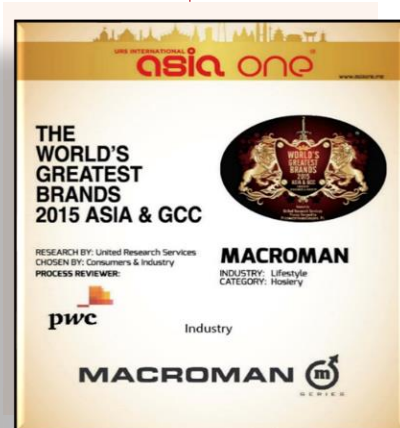 URS INTERNATIONAL
asia one
www.asiaone.me
THE
WORLD'S
GREATEST
BRANDS
2015 ASIA & GCC
WORLD'S
GREATEST
BRANDS
2015
ASIA & GCC
RESEARCH BY: United Research Services
CHOSEN BY: Consumers & Industry
PROCESS REVIEWER:
pwc
MACROMAN
INDUSTRY: Lifestyle
CATEGORY: Hosiery
Industry
MACROMAN m
SERIES